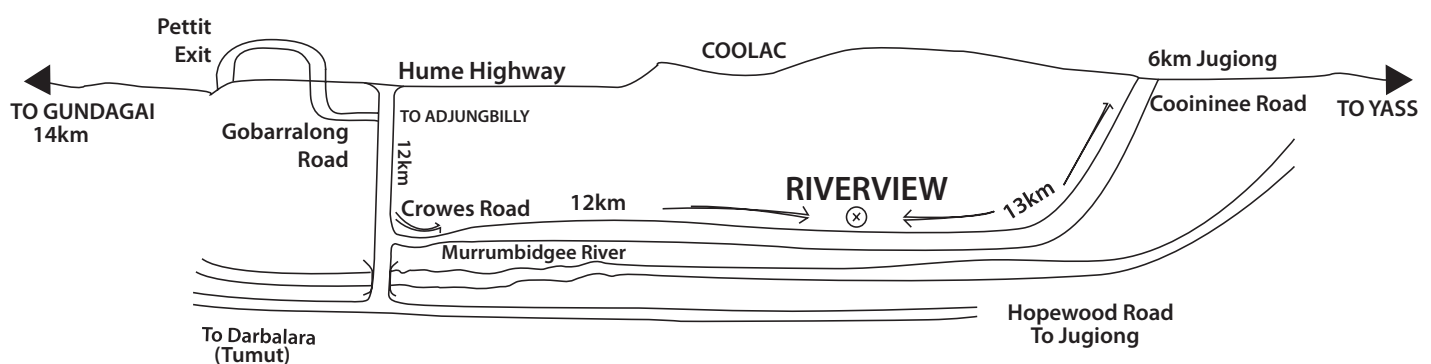 Pettit
Exit
COOLAC
Hume Highway
6km Jugiong
TO GUNDAGAI
14km
Cooininee Road
TO YASS
TO ADJUNGBILLY
Gobarralong
Road
12km
RIVERVIEW
Crowes Road
12km
13km
Murrumbidgee River
Hopewood Road
To Jugiong
To Darbalara
(Tumut)